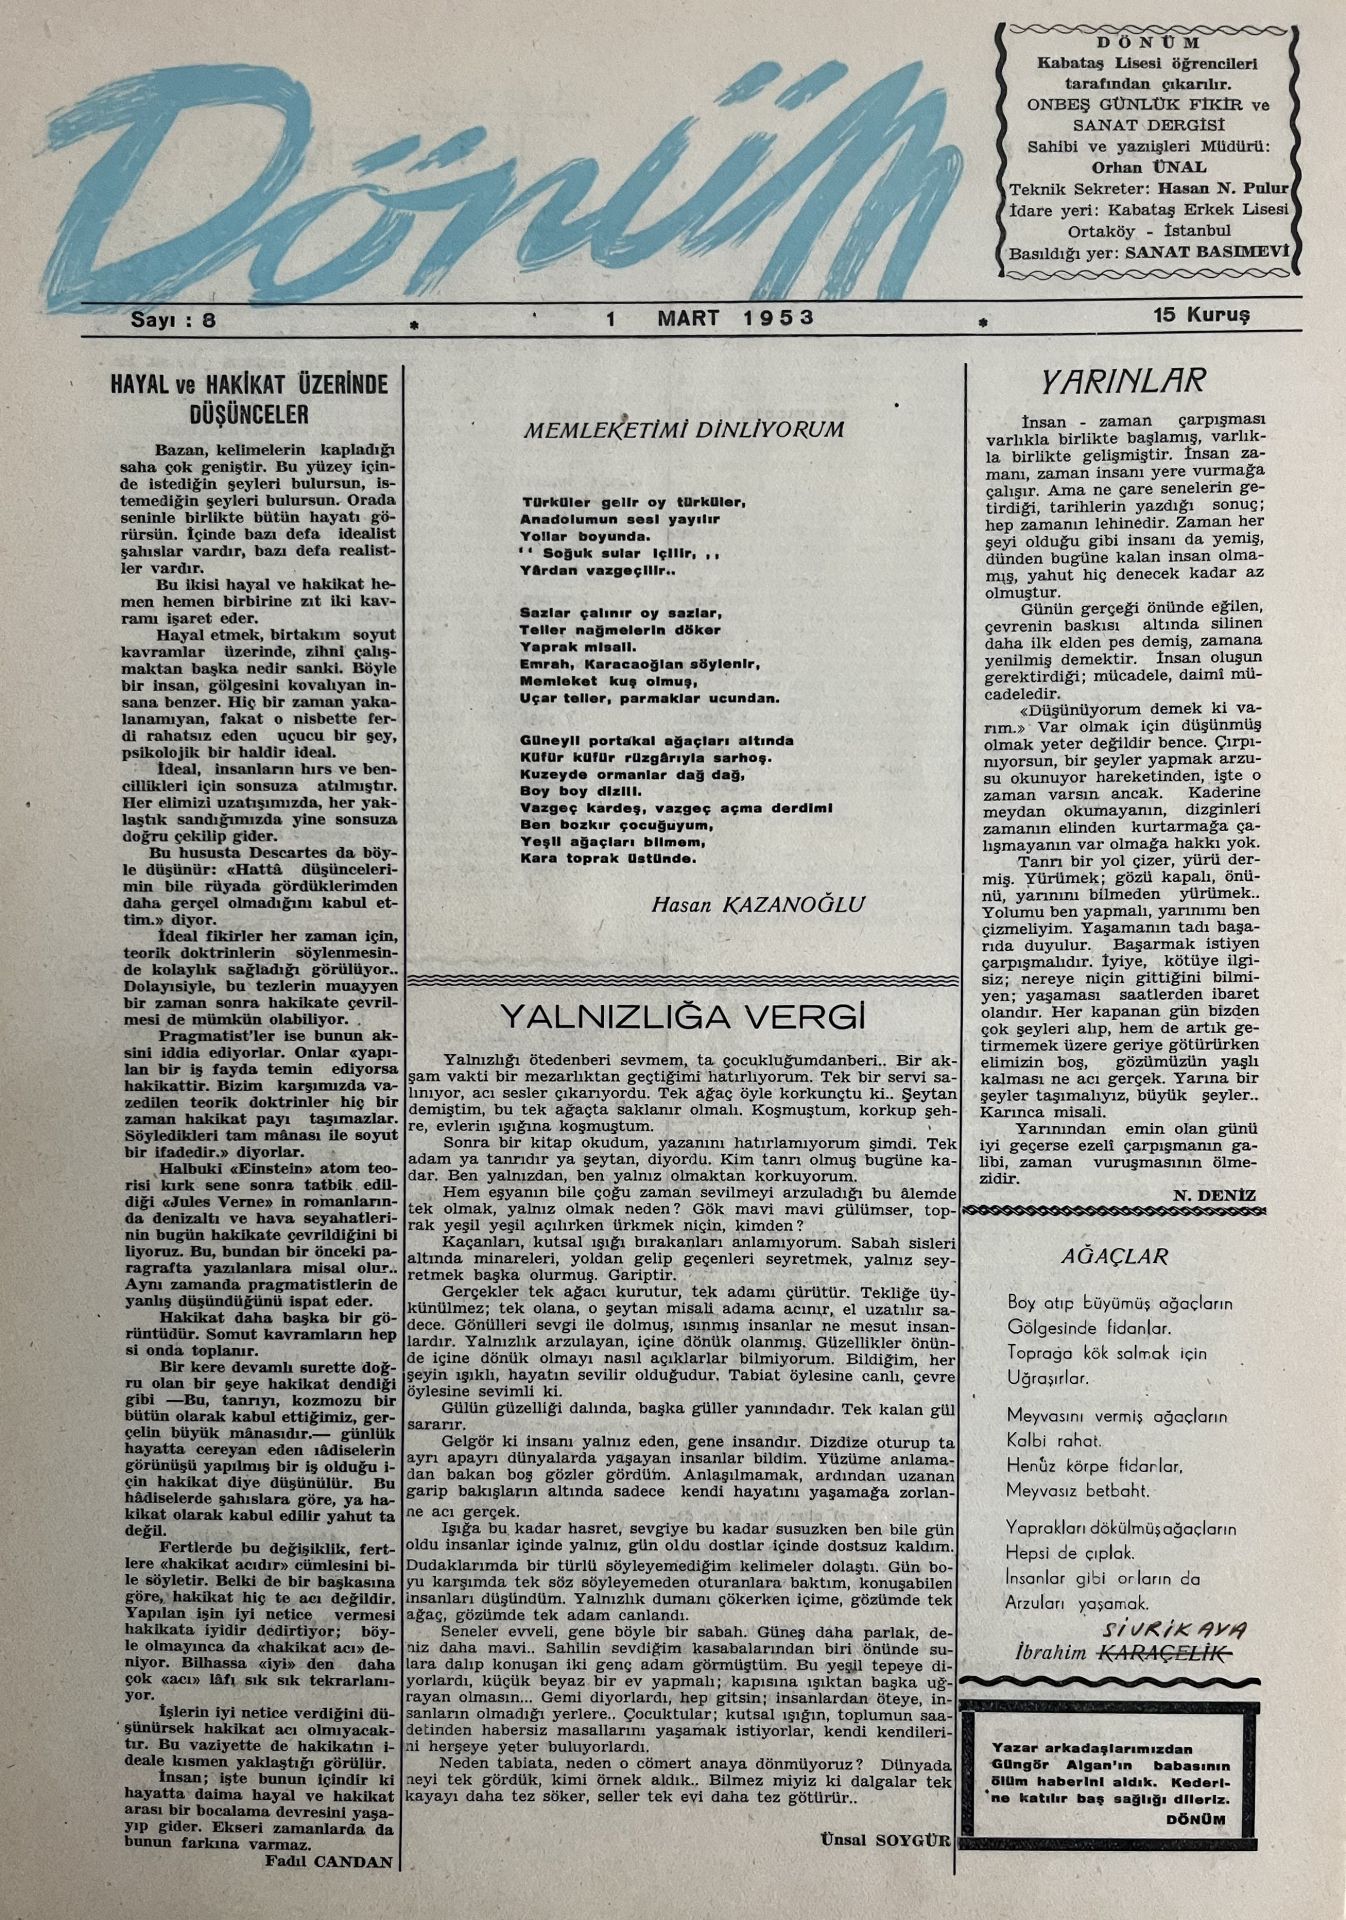 Dönüm
DÖNÜM
Kabataş Lisesi öğrencileri
tarafından çıkarılır.
ONBEŞ GÜNLÜK FİKİR ve
SANAT DERGİSİ
Sahibi ve yazıişleri Müdürü:
Orhan ÜNAL
Teknik Sekreter: Hasan N. Pulur
İdare yeri: Kabataş Erkek Lisesi
Ortaköy - İstanbul
Basıldığı yer: SANAT BASIMEVİ
Sayı : 8 * 1 MART 1953 * 15 Kuruş
HAYAL ve HAKİKAT ÜZERİNDE
DÜŞÜNCELER
Bazan, kelimelerin kapladığı
saha çok geniştir. Bu yüzey için-
de istediğin şeyleri bulursun, is-
temediğin şeyleri bulursun. Orada
seninle birlikte bütün hayatı gö-
rürsün. İçinde bazı defa idealist
şahıslar vardır, bazı defa realist-
ler vardır.
Bu ikisi hayal ve hakikat he-
men hemen birbirine zıt iki kav-
ramı işaret eder.
Hayal etmek, birtakım soyut
kavramlar üzerinde, zihni çalış-
maktan başka nedir sanki. Böyle
bir insan, gölgesini kovalıyan in-
sana benzer. Hiç bir zaman yaka-
lanamıyan, fakat o nisbette fer-
di rahatsız eden uçucu bir şey,
psikolojik bir haldir ideal.
İdeal, insanların hırs ve ben-
cillikleri için sonsuza atılmıştır.
Her elimizi uzatışımızda, her yak-
laştık sandığımızda yine sonsuza
doğru çekilip gider.
Bu hususta Descartes da böy-
le düşünür: «Hattâ düşünceleri-
min bile rüyada gördüklerimden
daha gerçel olmadığını kabul et-
tim.» diyor.
İdeal fikirler her zaman için,
teorik doktrinlerin söylenmesin-
de kolaylık sağladığı görülüyor..
Dolayısiyle, bu tezlerin muayyen
bir zaman sonra hakikate çevril-
mesi de mümkün olabiliyor.
Pragmatist'ler ise bunun ak-
sini iddia ediyorlar. Onlar «yapı-
lan bir iş fayda temin ediyorsa
hakikattir. Bizim karşımızda va-
zedilen teorik doktrinler hiç bir
zaman hakikat payı taşımazlar.
Söyledikleri tam mânası ile soyut
bir ifadedir.» diyorlar.
Halbuki «Einstein» atom teo-
risi kırk sene sonra tatbik edil-
diği «Jules Verne» in romanların-
da denizaltı ve hava seyahatleri-
nin bugün hakikate çevrildiğini bi
liyoruz. Bu, bundan bir önceki pa-
ragrafta yazılanlara misal olur..
Aynı zamanda pragmatistlerin de
yanlış düşündüğünü ispat eder.
Hakikat daha başka bir gö-
rüntüdür. Somut kavramların hep
si onda toplanır.
Bir kere devamlı surette doğ-
ru olan bir şeye hakikat dendiği
gibi —Bu, tanrıyı, kozmozu bir
bütün olarak kabul ettiğimiz, ger-
çelin büyük mânasıdır.— günlük
hayatta cereyan eden iâdiselerin
görünüşü yapılmış bir iş olduğu i-
çin hakikat diye düşünülür. Bu
hâdiselerde şahıslara göre, ya ha-
kikat olarak kabul edilir yahut ta
değil.
Fertlerde bu değişiklik, fert-
lere «hakikat acıdır» cümlesini bi-
le söyletir. Belki de bir başkasına
göre, hakikat hiç te acı değildir.
Yapılan işin iyi netice vermesi
hakikata iyidir dedirtiyor; böy-
le olmayınca da «hakikat acı» de-
niyor. Bilhassa «iyi» den daha
çok «acı» lâfı sık sık tekrarlanı-
yor.
İşlerin iyi netice verdiğini dü-
şünürsek hakikat acı olmıyacak-
tır. Bu vaziyette de hakikatın i-
deale kısmen yaklaştığı görülür.
İnsan; işte bunun içindir ki
hayatta daima hayal ve hakikat
arası bir bocalama devresini yaşa-
yıp gider. Ekseri zamanlarda da
bunun farkına varmaz.
Fadıl CANDAN
MEMLEKETİMİ DİNLİYORUM
Türküler gelir oy türküler,
Anadolumun sesi yayılır
Yollar boyunda.
‘‘ Soğuk sular içilir, ,,
Yârdan vazgeçilir..
Sazlar çalınır oy sazlar,
Teller nağmelerin döker
Yaprak misali.
Emrah, Karacaoğlan söylenir,
Memleket kuş olmuş,
Uçar teller, parmaklar ucundan.
Güneyli portakal ağaçları altında
Küfür küfür rüzgârıyla sarhoş.
Kuzeyde ormanlar dağ dağ,
Boy boy dizili.
Vazgeç kardeş, vazgeç açma derdimi
Ben bozkır çocuğuyum,
Yeşil ağaçları bilmem,
Kara toprak üstünde.
Hasan KAZANOĞLU
YALNIZLIĞA VERGİ
Yalnızlığı ötedenberi sevmem, ta çocukluğumdanberi.. Bir ak-
şam vakti bir mezarlıktan geçtiğimi hatırlıyorum. Tek bir servi sa-
lınıyor, acı sesler çıkarıyordu. Tek ağaç öyle korkunçtu ki.. Şeytan
demiştim, bu tek ağaçta saklanır olmalı. Koşmuştum, korkup şeh-
re, evlerin ışığına koşmuştum.
Sonra bir kitap okudum, yazanını hatırlamıyorum şimdi. Tek
adam ya tanrıdır ya şeytan, diyordu. Kim tanrı olmuş bugüne ka-
dar. Ben yalnızdan, ben yalnız olmaktan korkuyorum.
Hem eşyanın bile çoğu zaman sevilmeyi arzuladığı bu âlemde
tek olmak, yalnız olmak neden? Gök mavi mavi gülümser, top-
rak yeşil yeşil açılırken ürkmek niçin, kimden?
Kaçanları, kutsal ışığı bırakanları anlamıyorum. Sabah sisleri
altında minareleri, yoldan gelip geçenleri seyretmek, yalnız sey-
retmek başka olurmuş. Gariptir.
Gerçekler tek ağacı kurutur, tek adamı çürütür. Tekliğe üy-
künülmez; tek olana, o şeytan misali adama acınır, el uzatılır sa-
dece. Gönülleri sevgi ile dolmuş, ısınmış insanlar ne mesut insan-
lardır. Yalnızlık arzulayan, içine dönük olanmış. Güzellikler önün-
de içine dönük olmayı nasıl açıklarlar bilmiyorum. Bildiğim, her
şeyin ışıklı, hayatın sevilir olduğudur. Tabiat öylesine canlı, çevre
öylesine sevimli ki.
Gülün güzelliği dalında, başka güller yanındadır. Tek kalan gül
sararır.
Gelgör ki insanı yalnız eden, gene insandır. Dizdize oturup ta
ayrı apayrı dünyalarda yaşayan insanlar bildim. Yüzüme anlama-
dan bakan boş gözler gördüm. Anlaşılmamak, ardından uzanan
garip bakışların altında sadece kendi hayatını yaşamağa zorlan-
ne acı gerçek.
Işığa bu kadar hasret, sevgiye bu kadar susuzken ben bile gün
oldu insanlar içinde yalnız, gün oldu dostlar içinde dostsuz kaldım.
Dudaklarımda bir türlü söyleyemediğim kelimeler dolaştı. Gün bo-
yu karşımda tek söz söyleyemeden oturanlara baktım, konuşabilen
insanları düşündüm. Yalnızlık dumanı çökerken içime, gözümde tek
ağaç, gözümde tek adam canlandı.
Seneler evveli, gene böyle bir sabah. Güneş daha parlak, de-
niz daha mavi.. Sahilin sevdiğim kasabalarından biri önünde su-
lara dalıp konuşan iki genç adam görmüştüm. Bu yeşil tepeye di-
yorlardı, küçük beyaz bir ev yapmalı; kapısına ışıktan başka uğ-
rayan olmasın... Gemi diyorlardı, hep gitsin; insanlardan öteye, in-
sanların olmadığı yerlere.. Çocuktular; kutsal ışığın, toplumun saa-
detinden habersiz masallarını yaşamak istiyorlar, kendi kendileri-
ni herşeye yeter buluyorlardı.
Neden tabiata, neden o cömert anaya dönmüyoruz? Dünyada
neyi tek gördük, kimi örnek aldık.. Bilmez miyiz ki dalgalar tek
kayayı daha tez söker, seller tek evi daha tez götürür..
Ünsal SOYGÜR
YARINLAR
İnsan - zaman çarpışması
varlıkla birlikte başlamış, varlık-
la birlikte gelişmiştir. İnsan za-
manı, zaman insanı yere vurmağa
çalışır. Ama ne çare senelerin ge-
tirdiği, tarihlerin yazdığı sonuç;
hep zamanın lehinedir. Zaman her
şeyi olduğu gibi insanı da yemiş,
dünden bugüne kalan insan olma-
mış, yahut hiç denecek kadar az
olmuştur.
Günün gerçeği önünde eğilen,
çevrenin baskısı altında silinen
daha ilk elden pes demiş, zamana
yenilmiş demektir. İnsan oluşun
gerektirdiği; mücadele, daimî mü-
cadeledir.
«Düşünüyorum demek ki va-
rım.» Var olmak için düşünmüş
olmak yeter değildir bence. Çırpı-
nıyorsun, bir şeyler yapmak arzu-
su okunuyor hareketinden, işte o
zaman varsın ancak. Kaderine
meydan okumayanın, dizginleri
zamanın elinden kurtarmağa ça-
lışmayanın var olmağa hakkı yok.
Tanrı bir yol çizer, yürü der-
miş. Yürümek; gözü kapalı, önü-
nü, yarınını bilmeden yürümek..
Yolumu ben yapmalı, yarınımı ben
çizmeliyim. Yaşamanın tadı başa-
rıda duyulur. Başarmak istiyen
çarpışmalıdır. İyiye, kötüye ilgi-
siz; nereye niçin gittiğini bilmi-
yen; yaşaması saatlerden ibaret
olandır. Her kapanan gün bizden
çok şeyleri alıp, hem de artık ge-
tirmemek üzere geriye götürürken
elimizin boş, gözümüzün yaşlı
kalması ne acı gerçek. Yarına bir
şeyler taşımalıyız, büyük şeyler..
Karınca misali.
Yarınından emin olan günü
iyi geçerse ezelî çarpışmanın ga-
libi, zaman vuruşmasının ölme-
zidir.
N. DENİZ
AĞAÇLAR
Boy atıp büyümüş ağaçların
Gölgesinde fidanlar.
Toprağa kök salmak için
Uğraşırlar.
Meyvasını vermiş ağaçların
Kalbi rahat.
Henüz körpe fidanlar,
Meyvasız betbaht.
Yaprakları dökülmüş ağaçların
Hepsi de çıplak.
İnsanlar gibi onların da
Arzuları yaşamak.
SİVRİKAYA
İbrahim KARAÇELİK
Yazar arkadaşlarımızdan
Güngör Algan'ın babasının
ölüm haberini aldık. Kederi-
ne katılır baş sağlığı dileriz.
DÖNÜM